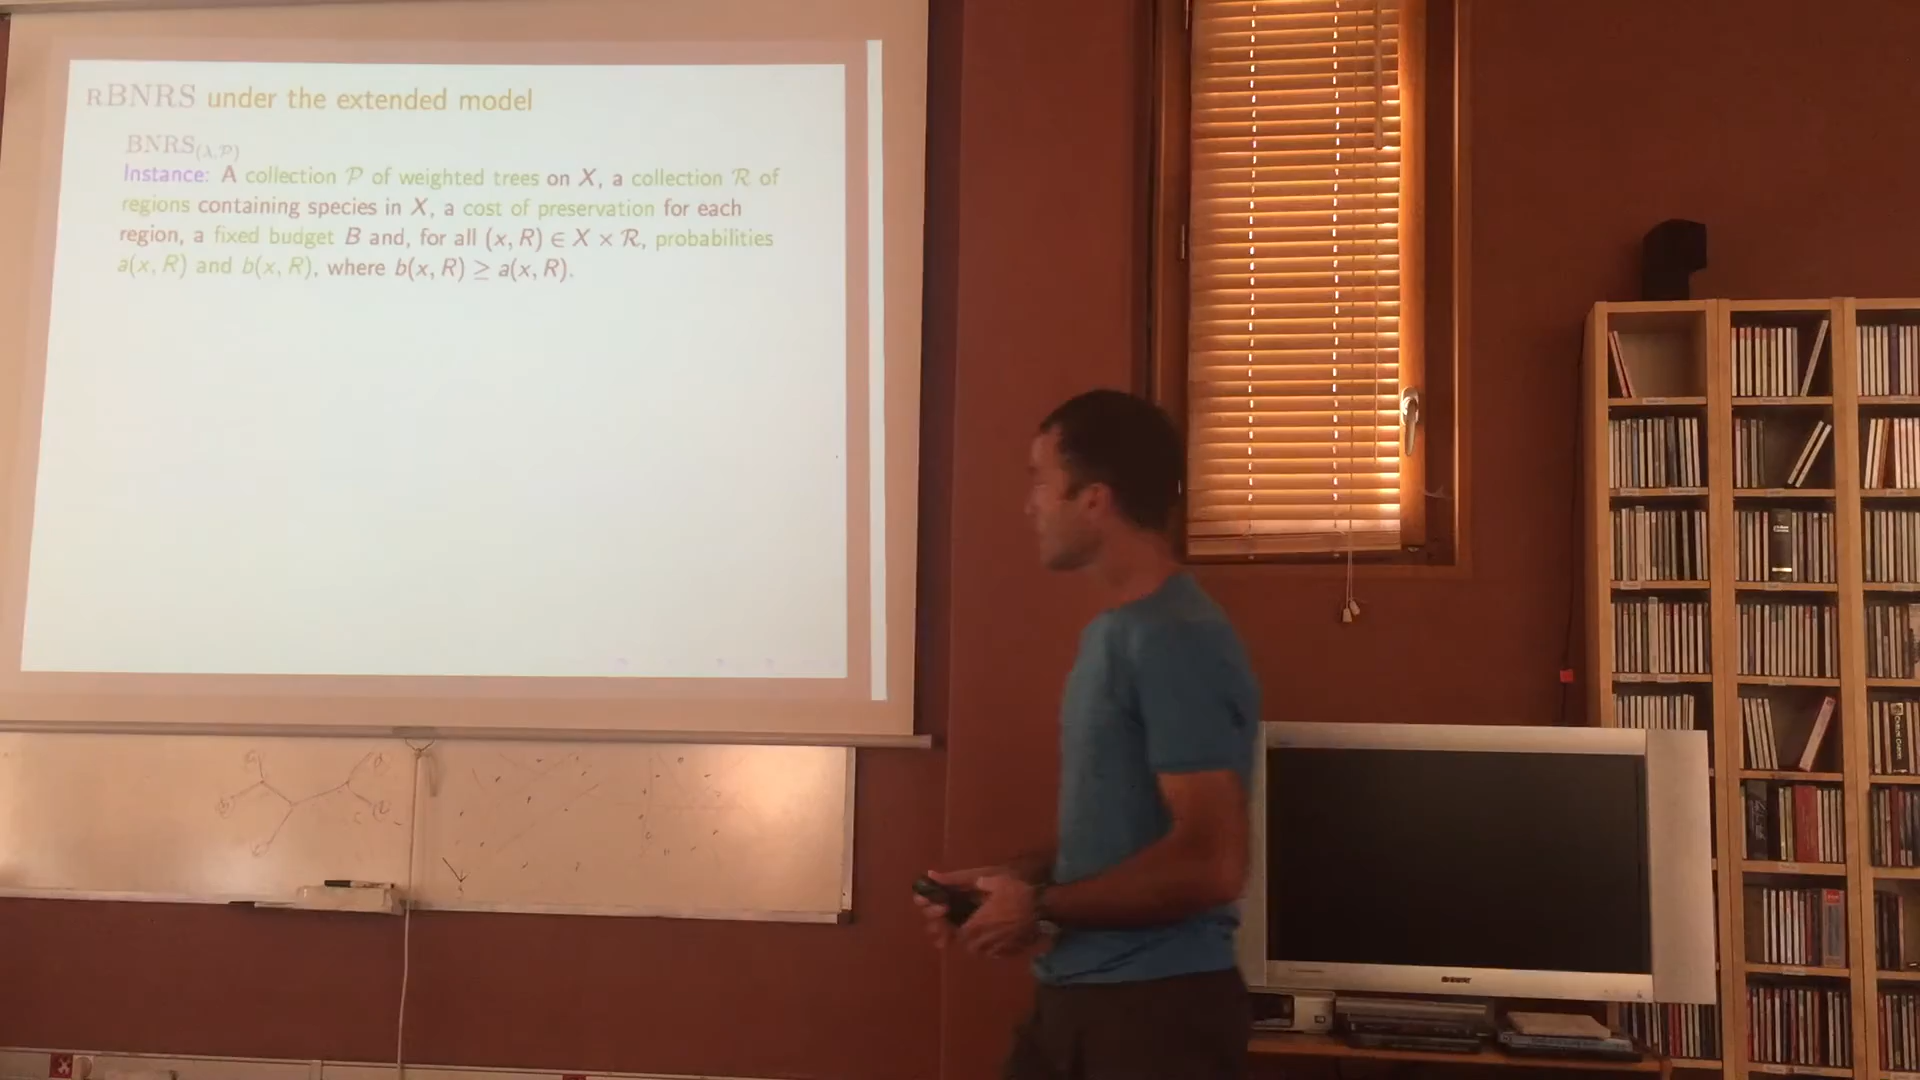 RBNRS under the extended model
BNRS(λ,P)
Instance: A collection P of weighted trees on X, a collection R of
regions containing species in X, a cost of preservation for each
region, a fixed budget B and, for all (x, R) ∈ X × R, probabilities
a(x, R) and b(x, R), where b(x, R) ≥ a(x, R).
SONY